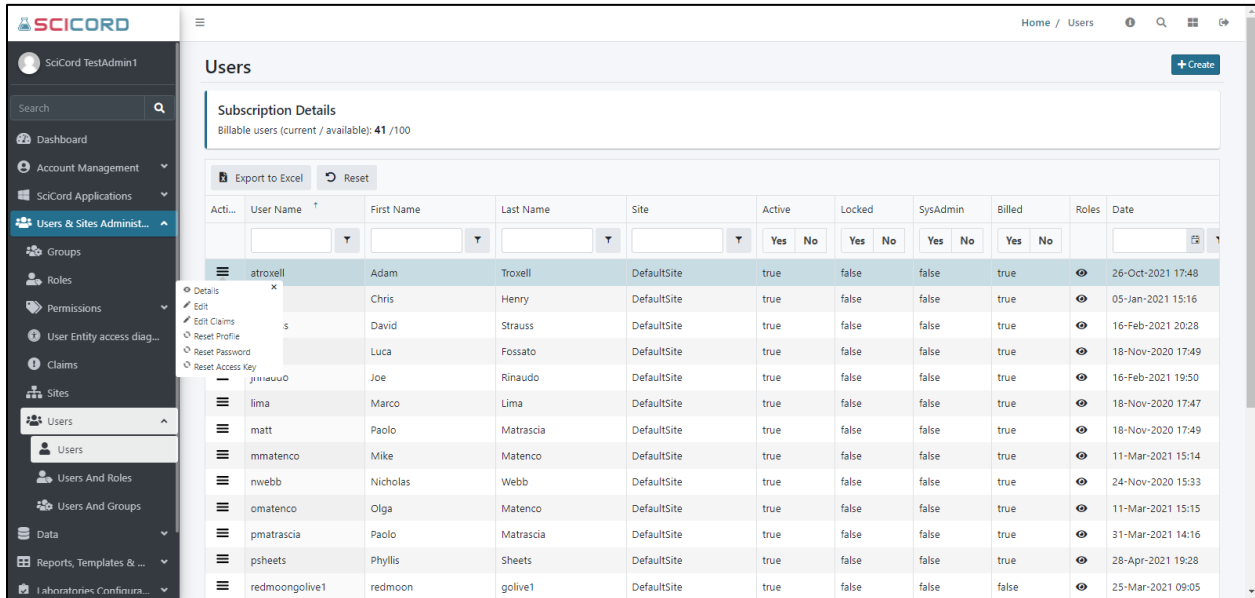 SCICORD
Home / Users
SciCord TestAdmin1
Users
+ Create
Search
Subscription Details
Billable users (current / available): 41 /100
Dashboard
Account Management
SciCord Applications
Users & Sites Administ...
Groups
Roles
Permissions
User Entity access diag...
Claims
Sites
Users
Users
Users And Roles
Users And Groups
Data
Reports, Templates & ...
Laboratories Configura...
Export to Excel Reset
Acti... User Name ↑ First Name Last Name Site Active Locked SysAdmin Billed Roles Date
Yes No Yes No Yes No Yes No
atroxell Adam Troxell DefaultSite true false false true 26-Oct-2021 17:48
Chris Henry DefaultSite true false false true 05-Jan-2021 15:16
s David Strauss DefaultSite true false false true 16-Feb-2021 20:28
Luca Fossato DefaultSite true false false true 18-Nov-2020 17:49
Joe Rinaudo DefaultSite true false false true 16-Feb-2021 19:50
lima Marco Lima DefaultSite true false false true 18-Nov-2020 17:47
matt Paolo Matrascia DefaultSite true false false true 18-Nov-2020 17:49
mmatenco Mike Matenco DefaultSite true false false true 11-Mar-2021 15:14
nwebb Nicholas Webb DefaultSite true false false true 24-Nov-2020 15:33
omatenco Olga Matenco DefaultSite true false false true 11-Mar-2021 15:15
pmatrascia Paolo Matrascia DefaultSite true false false true 31-Mar-2021 14:16
psheets Phyllis Sheets DefaultSite true false false true 28-Apr-2021 19:28
redmoongolive1 redmoon golive1 DefaultSite true false false false 25-Mar-2021 09:05
Details x
Edit
Edit Claims
Reset Profile
Reset Password
Reset Access Key